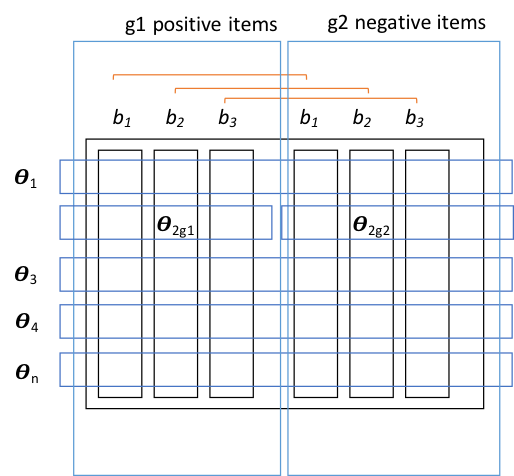 g1 positive items g2 negative items
b1 b2 b3 b1 b2 b3
θ1
θ2g1 θ2g2
θ3
θ4
θn